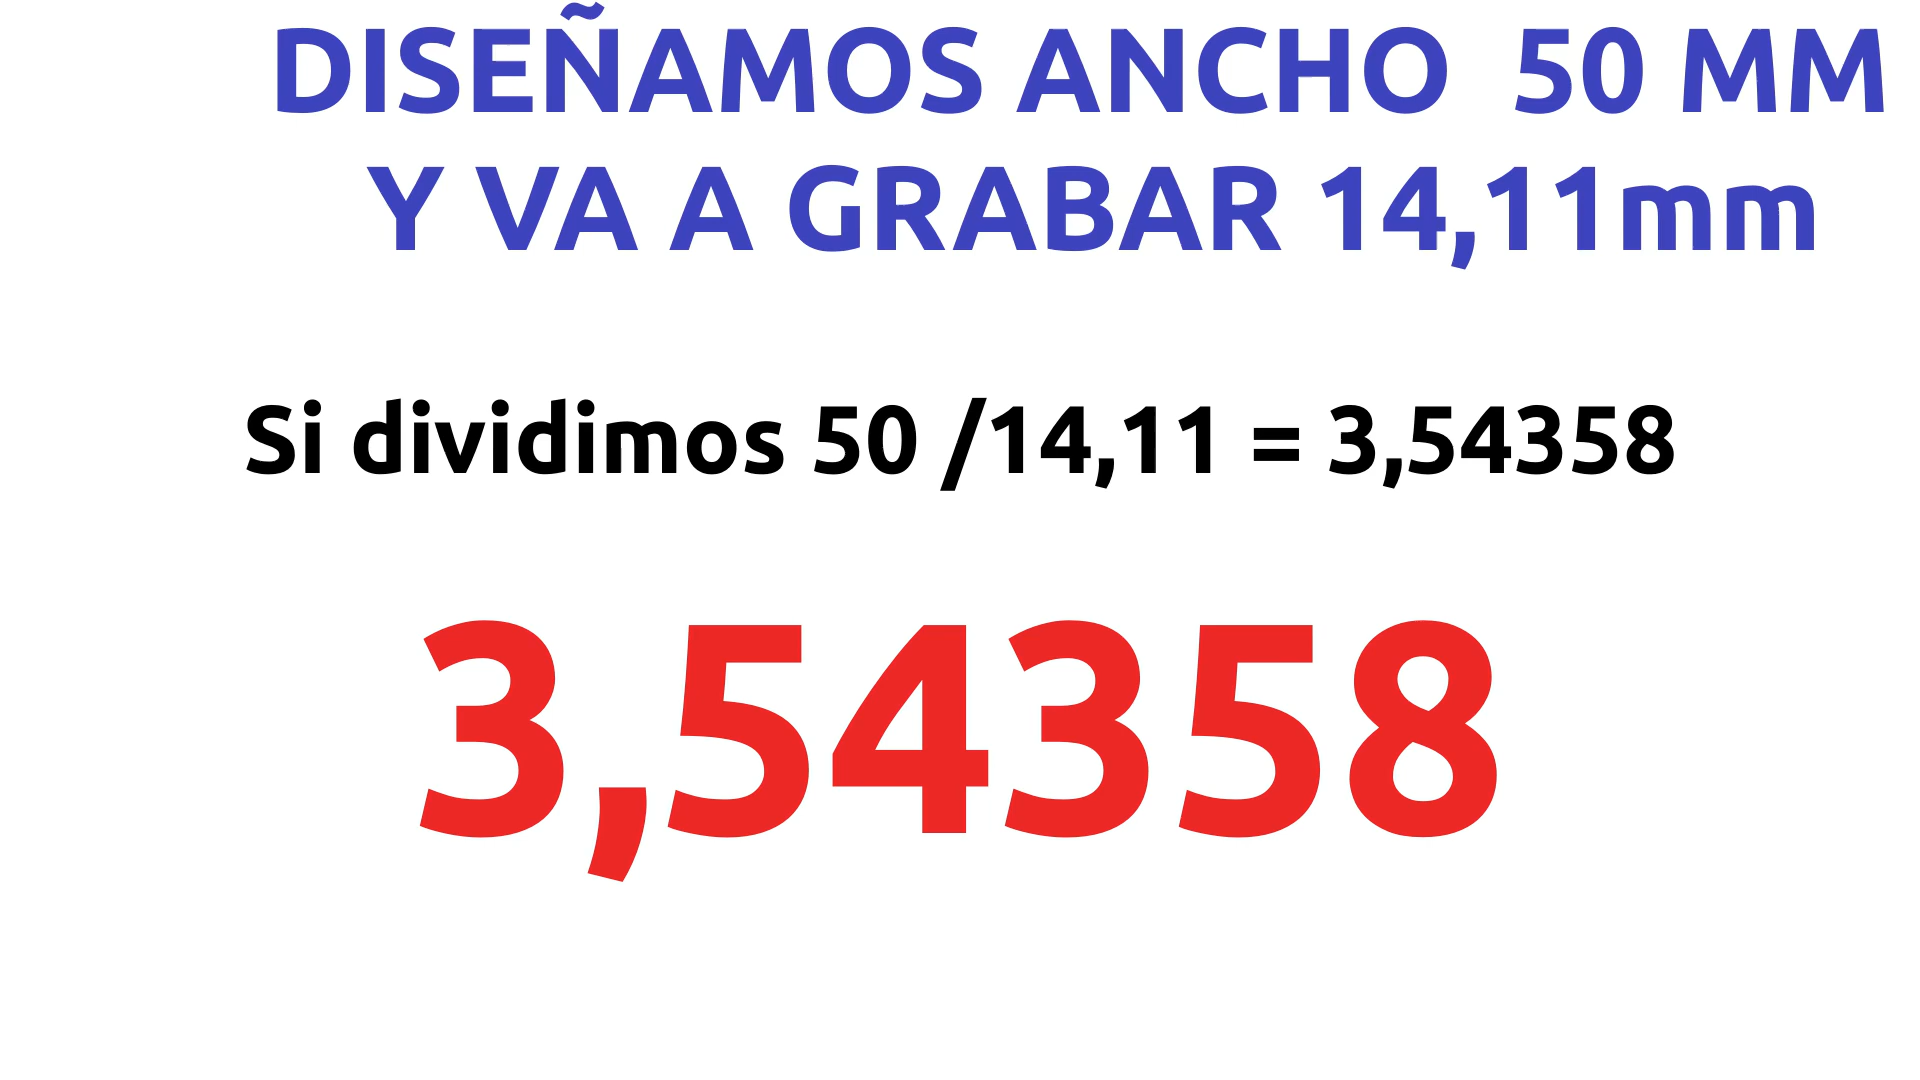 DISEÑAMOS ANCHO  50 MM
Y VA A GRABAR 14,11mm
Si dividimos 50 /14,11 = 3,54358
3,54358